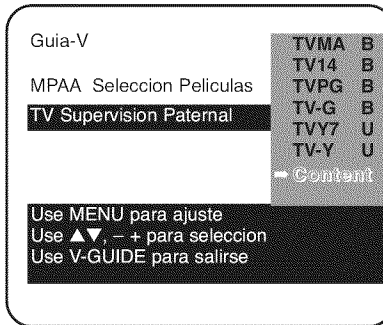 Guia-V
MPAA Seleccion Peliculas
TV Supervision Paternal
TVMA B
TV14 B
TVPG B
TV-G B
TVY7 U
TV-Y U
➡ Content
Use MENU para ajuste
Use ▲▼, – + para seleccion
Use V-GUIDE para salirse